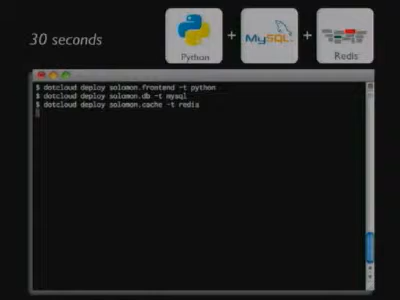 30 seconds
Python
+
MySQL
+
Redis
$ dotcloud deploy solomon.frontend -t python
$ dotcloud deploy solomon.db -t mysql
$ dotcloud deploy solomon.cache -t redis